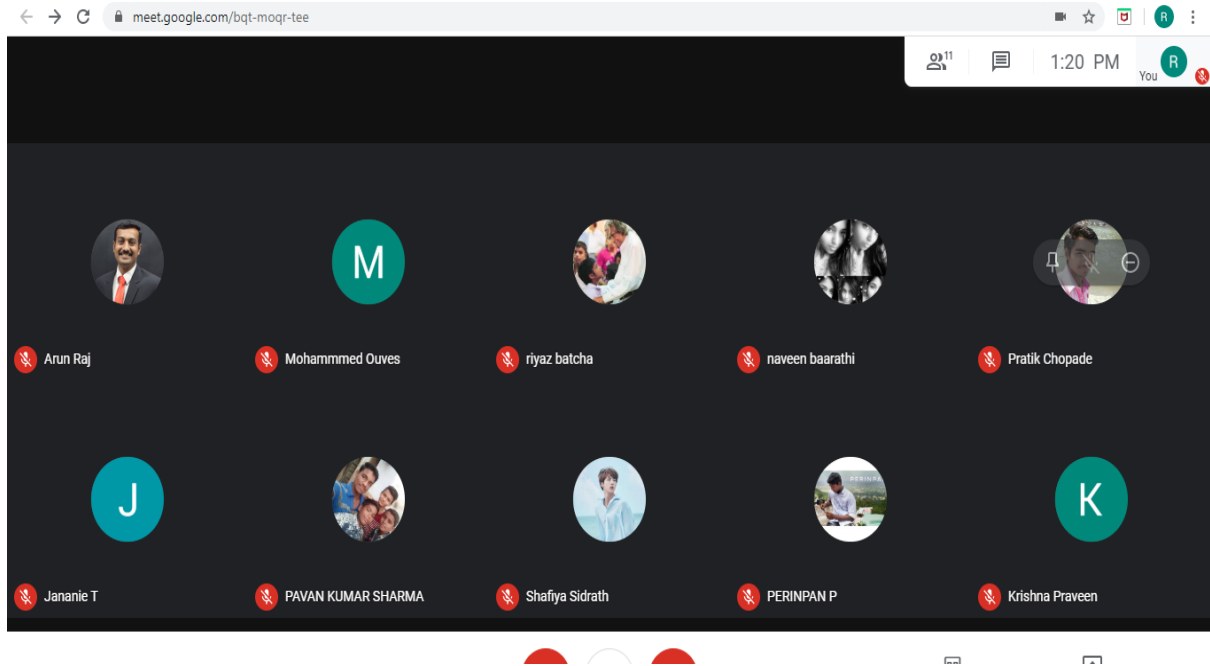 meet.google.com/bqt-moqr-tee
R
11
1:20 PM
You
R
M
Arun Raj
Mohammmed Ouves
riyaz batcha
naveen baarathi
Pratik Chopade
J
PERINPA
K
Jananie T
PAVAN KUMAR SHARMA
Shafiya Sidrath
PERINPAN P
Krishna Praveen